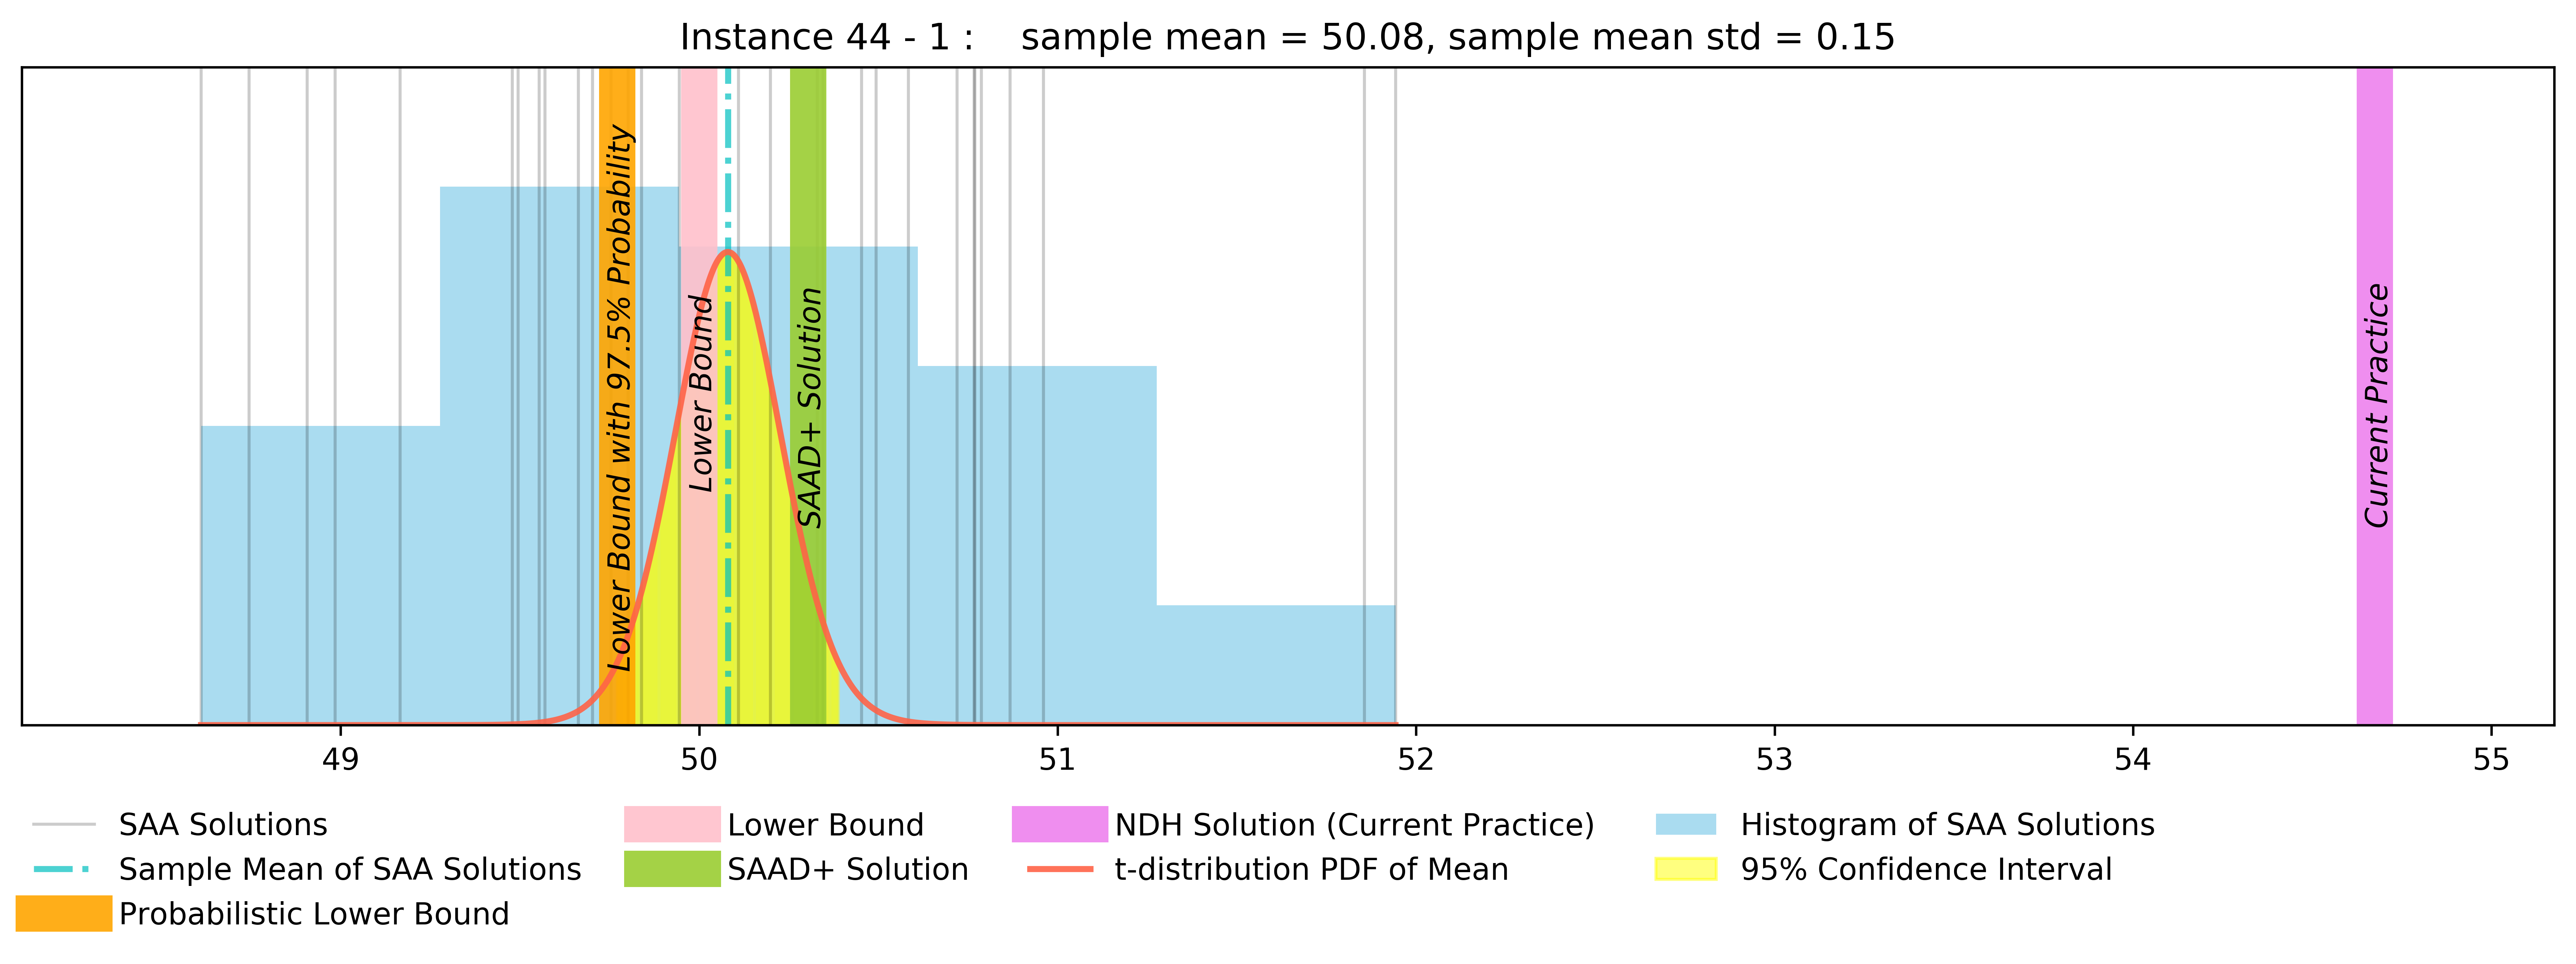 Instance 44 - 1 :    sample mean = 50.08, sample mean std = 0.15
Lower Bound with 97.5% Probability
Lower Bound
SAAD+ Solution
Current Practice
49 50 51 52 53 54 55
SAA Solutions
Sample Mean of SAA Solutions
Probabilistic Lower Bound
Lower Bound
SAAD+ Solution
NDH Solution (Current Practice)
t-distribution PDF of Mean
Histogram of SAA Solutions
95% Confidence Interval